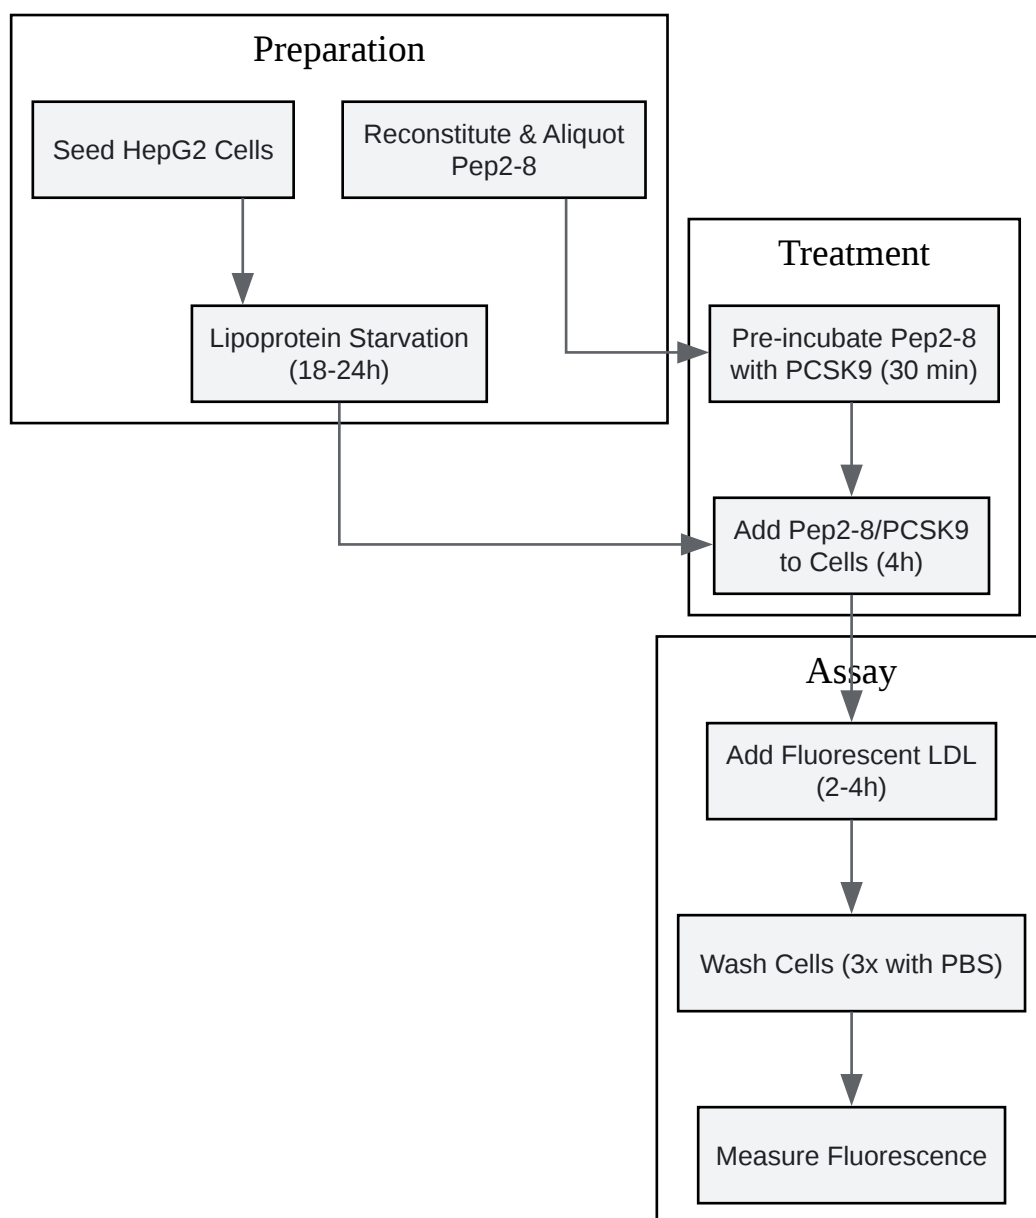 Preparation
Seed HepG2 Cells
Reconstitute & Aliquot
Pep2-8
Lipoprotein Starvation
(18-24h)
Treatment
Pre-incubate Pep2-8
with PCSK9 (30 min)
Add Pep2-8/PCSK9
to Cells (4h)
Assay
Add Fluorescent LDL
(2-4h)
Wash Cells (3x with PBS)
Measure Fluorescence